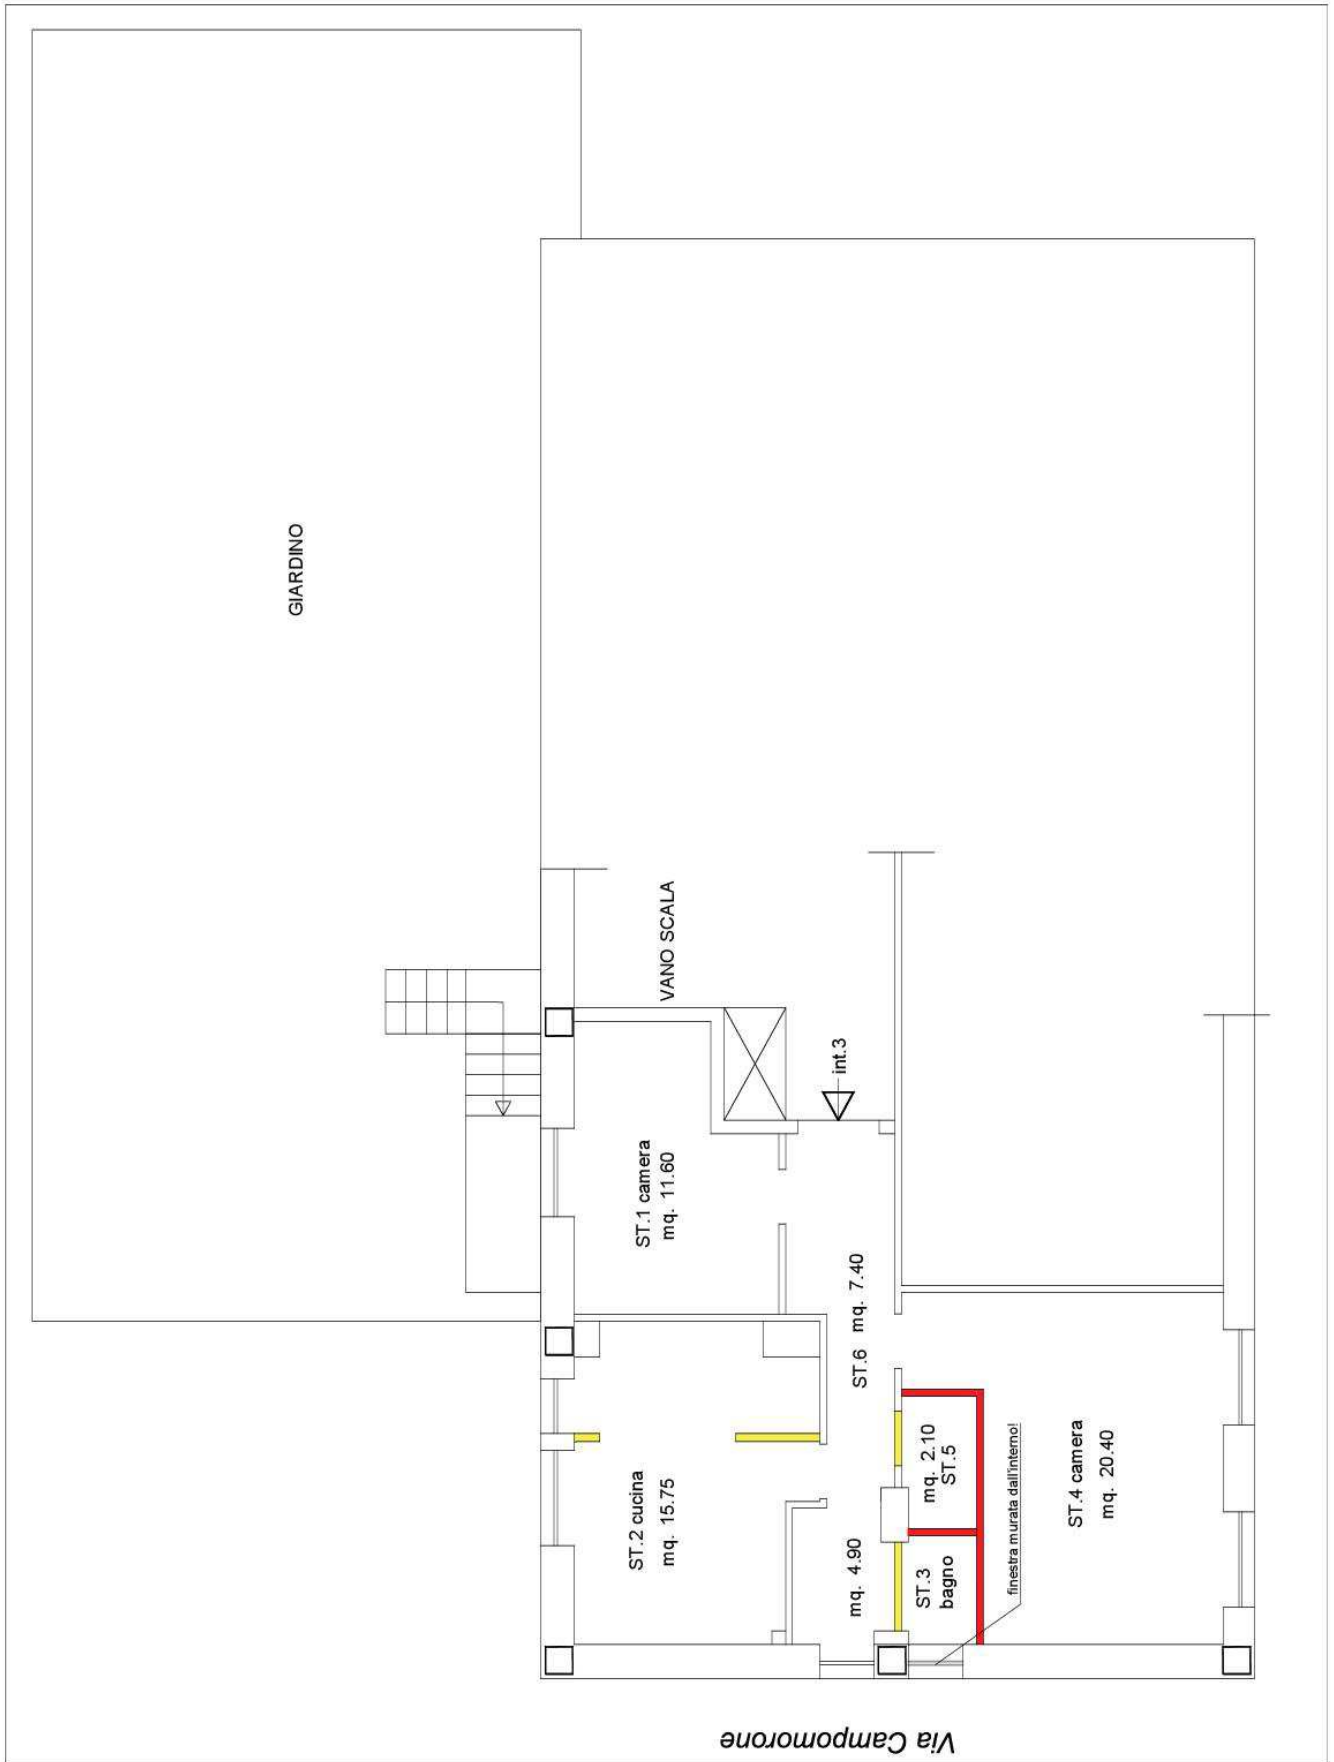 GIARDINO
VANO SCALA
int.3
ST.1 camera
mq. 11.60
ST.6 mq. 7.40
ST.2 cucina
mq. 15.75
mq. 4.90
mq. 2.10
ST.5
ST.3
bagno
finestra murata dall'interno!
ST.4 camera
mq. 20.40
Via Campomorone